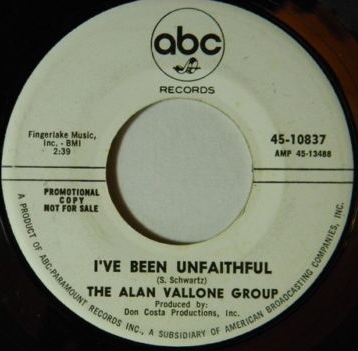 abc
RECORDS
Fingerlake Music,
Inc. - BMI
2:39
45-10837
AMP 45-13488
PROMOTIONAL
COPY
NOT FOR SALE
I'VE BEEN UNFAITHFUL
(S. Schwartz)
THE ALAN VALLONE GROUP
Produced by:
Don Costa Productions, Inc.
A PRODUCT OF ABC-PARAMOUNT RECORDS INC., A SUBSIDIARY OF AMERICAN BROADCASTING COMPANIES, INC.